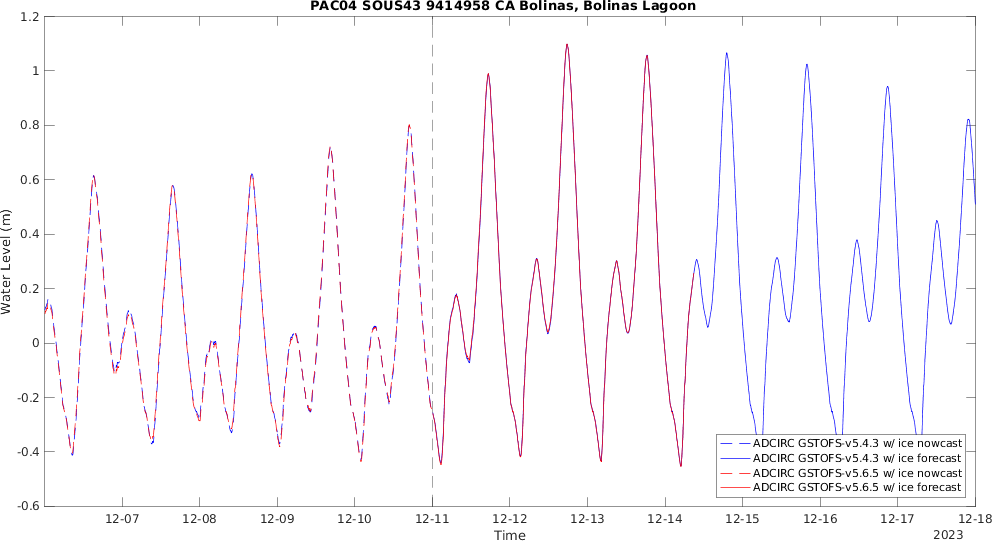 PAC04 SOUS43 9414958 CA Bolinas, Bolinas Lagoon
1.2
1
0.8
0.6
0.4
0.2
0
-0.2
-0.4
-0.6
Water Level (m)
ADCIRC GSTOFS-v5.4.3 w/ ice nowcast
ADCIRC GSTOFS-v5.4.3 w/ ice forecast
ADCIRC GSTOFS-v5.6.5 w/ ice nowcast
ADCIRC GSTOFS-v5.6.5 w/ ice forecast
12-07 12-08 12-09 12-10 12-11 12-12 12-13 12-14 12-15 12-16 12-17 12-18
Time
2023